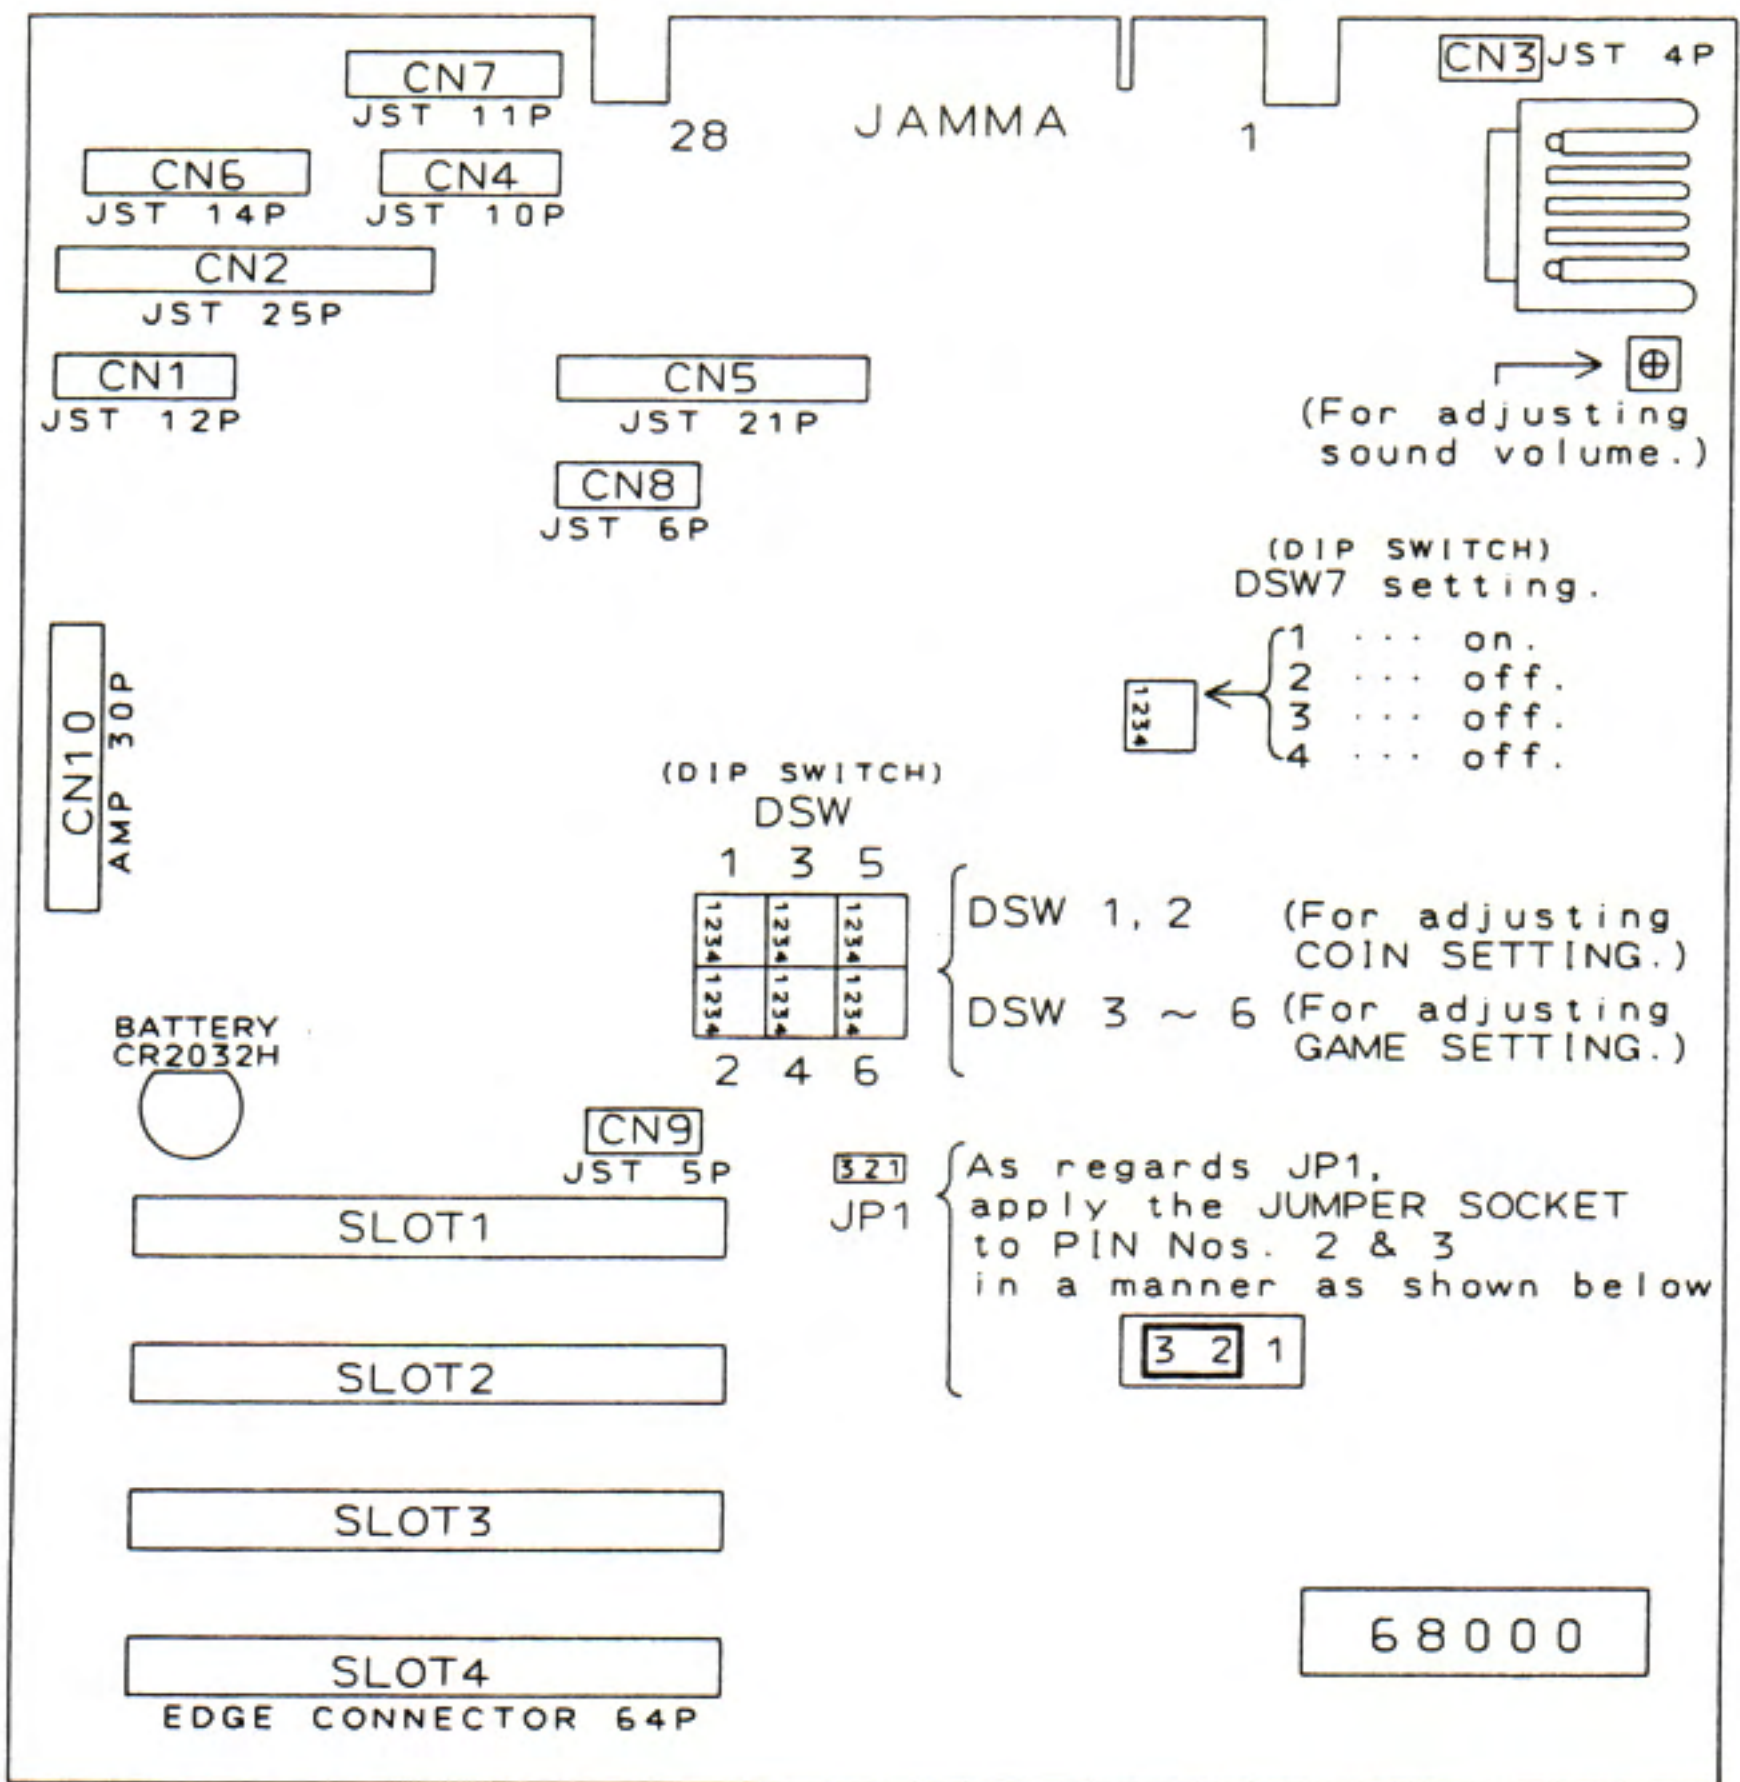 CN7
JST 11P
28 JAMMA 1
CN3 JST 4P
CN6
JST 14P
CN4
JST 10P
CN2
JST 25P
CN1
JST 12P
CN5
JST 21P
(For adjusting
sound volume.)
CN8
JST 6P
(DIP SWITCH)
DSW7 setting.
1 ... on.
2 ... off.
3 ... off.
4 ... off.
1234
CN10
AMP 30P
(DIP SWITCH)
DSW
1 3 5
1234 1234 1234
1234 1234 1234
2 4 6
DSW 1, 2 (For adjusting
COIN SETTING.)
DSW 3 ~ 6 (For adjusting
GAME SETTING.)
BATTERY
CR2032H
CN9
JST 5P
321
JP1
As regards JP1,
apply the JUMPER SOCKET
to PIN Nos. 2 & 3
in a manner as shown below
3 2 1
SLOT1
SLOT2
SLOT3
SLOT4
EDGE CONNECTOR 64P
68000